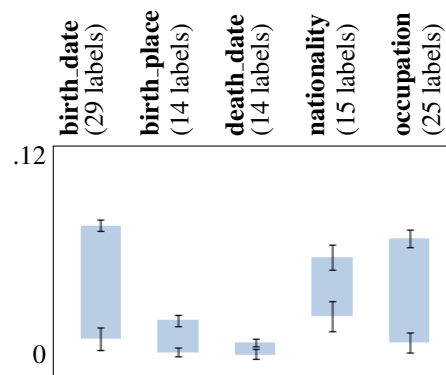 birth_date
(29 labels)
birth_place
(14 labels)
death_date
(14 labels)
nationality
(15 labels)
occupation
(25 labels)
.12
0